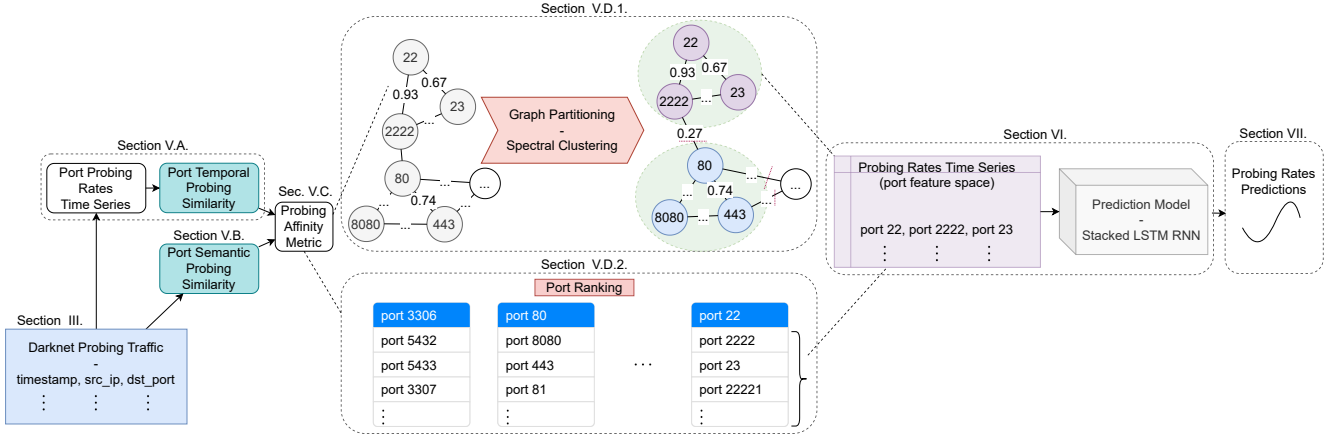 Section III.
Darknet Probing Traffic
-
timestamp, src_ip, dst_port
⋮ ⋮ ⋮
Section V.A.
Port Probing
Rates
Time Series
Port Temporal
Probing
Similarity
Section V.B.
Port Semantic
Probing
Similarity
Sec. V.C.
Probing
Affinity
Metric
Section V.D.1.
22
0.93
0.67
23
2222
...
80
...
...
0.74
...
8080
...
443
Graph Partitioning
-
Spectral Clustering
22
0.93
0.67
23
2222
...
0.27
80
...
...
...
0.74
8080
...
443
...
Section V.D.2.
Port Ranking
port 3306
port 5432
port 5433
port 3307
⋮
port 80
port 8080
port 443
port 81
⋮
...
port 22
port 2222
port 23
port 22221
⋮
Section VI.
Probing Rates Time Series
(port feature space)
port 22, port 2222, port 23
⋮ ⋮ ⋮
Prediction Model
-
Stacked LSTM RNN
Section VII.
Probing Rates
Predictions